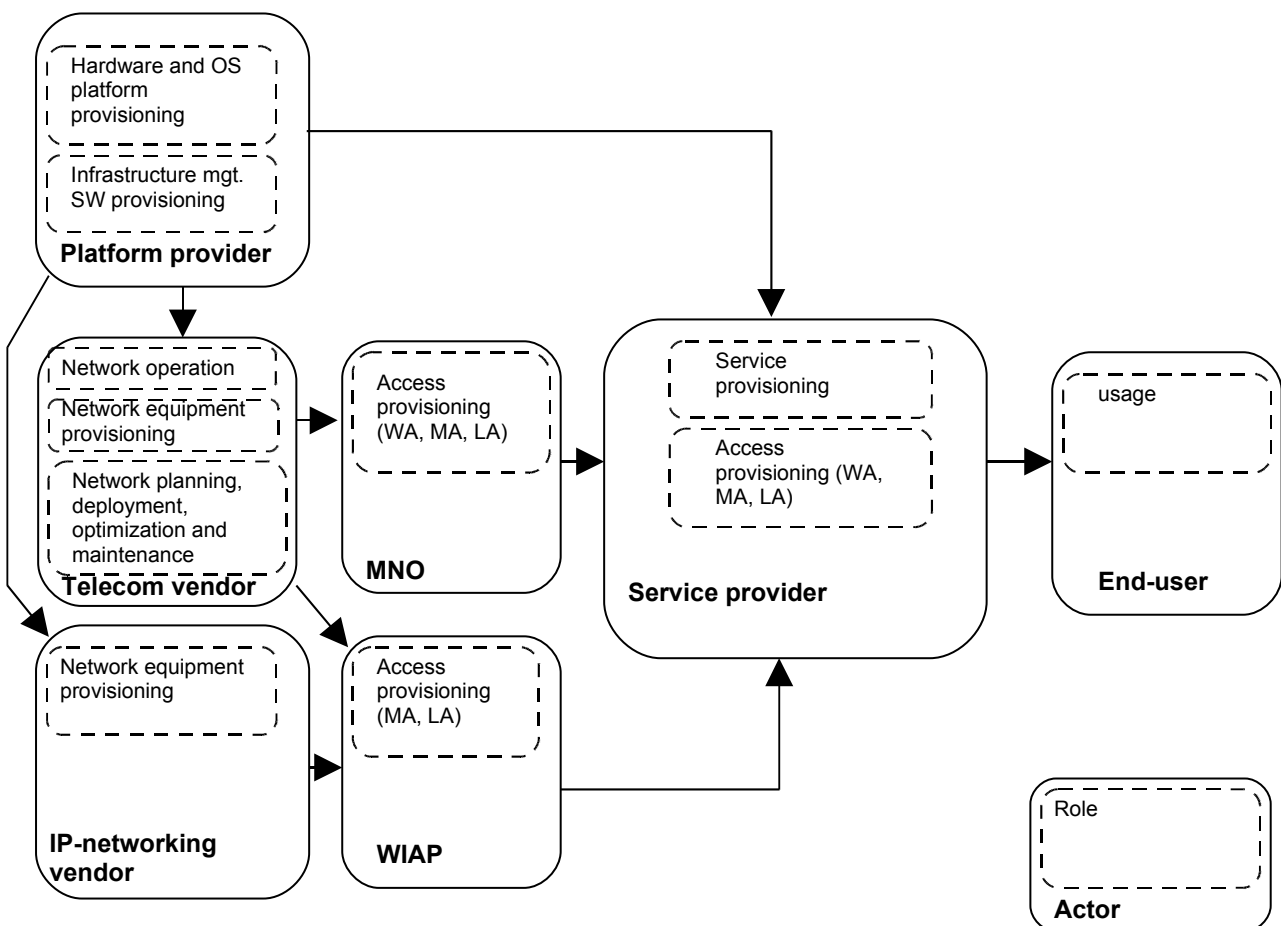 Hardware and OS
platform
provisioning
Infrastructure mgt.
SW provisioning
Platform provider
Network operation
Network equipment
provisioning
Network planning,
deployment,
optimization and
maintenance
Telecom vendor
Access
provisioning
(WA, MA, LA)
MNO
Service
provisioning
Access
provisioning (WA,
MA, LA)
Service provider
usage
End-user
Network equipment
provisioning
IP-networking
vendor
Access
provisioning
(MA, LA)
WIAP
Role
Actor